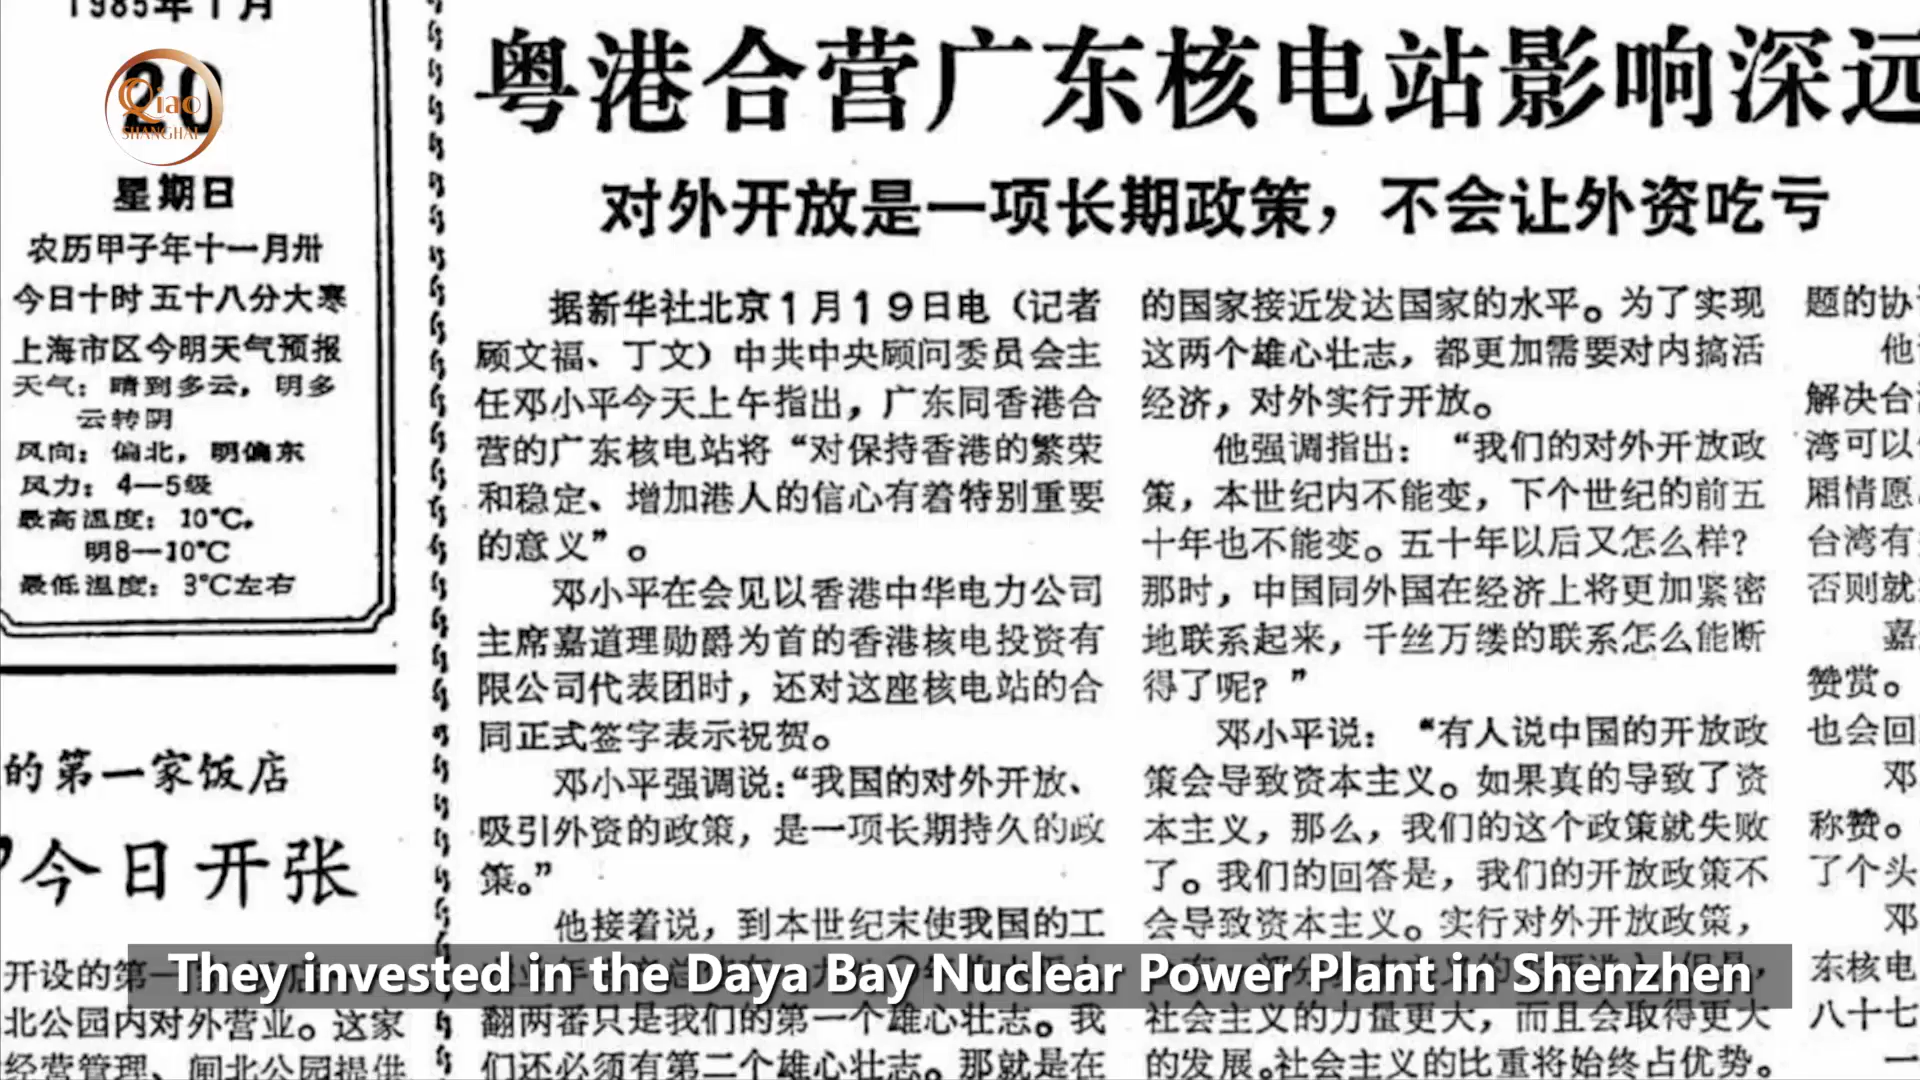 1985年1月
20
Qiao
SHANGHAI
星期日
农历甲子年十一月卅
今日十时五十八分大寒
上海市区今明天气预报
天气：晴到多云，明多
云转阴
风向：偏北，明偏东
风力：4—5级
最高温度：10℃，
明8—10℃
最低温度：3℃左右
的第一家饭店
今日开张
开设的第一
北公园内对外营业。这家
经营管理、闸北公园提供
粤港合营广东核电站影响深远
对外开放是一项长期政策，不会让外资吃亏
据新华社北京1月19日电（记者
顾文福、丁文）中共中央顾问委员会主
任邓小平今天上午指出，广东同香港合
营的广东核电站将“对保持香港的繁荣
和稳定、增加港人的信心有着特别重要
的意义”。
邓小平在会见以香港中华电力公司
主席嘉道理勋爵为首的香港核电投资有
限公司代表团时，还对这座核电站的合
同正式签字表示祝贺。
邓小平强调说：“我国的对外开放、
吸引外资的政策，是一项长期持久的政
策。”
他接着说，到本世纪末使我国的工
翻两番只是我们的第一个雄心壮志。我
们还必须有第二个雄心壮志。那就是在
的国家接近发达国家的水平。为了实现
这两个雄心壮志，都更加需要对内搞活
经济，对外实行开放。
他强调指出：“我们的对外开放政
策，本世纪内不能变，下个世纪的前五
十年也不能变。五十年以后又怎么样？
那时，中国同外国在经济上将更加紧密
地联系起来，千丝万缕的联系怎么能断
得了呢？”
邓小平说：“有人说中国的开放政
策会导致资本主义。如果真的导致了资
本主义，那么，我们的这个政策就失败
了。我们的回答是，我们的开放政策不
会导致资本主义。实行对外开放政策，
社会主义的力量更大，而且会取得更大
的发展。社会主义的比重将始终占优势。
题的协
他
解决台
湾可以
厢情愿
台湾有
否则就
嘉
赞赏。
也会回
邓
称赞。
了个头
邓
东核电
八十七
一
They invested in the Daya Bay Nuclear Power Plant in Shenzhen